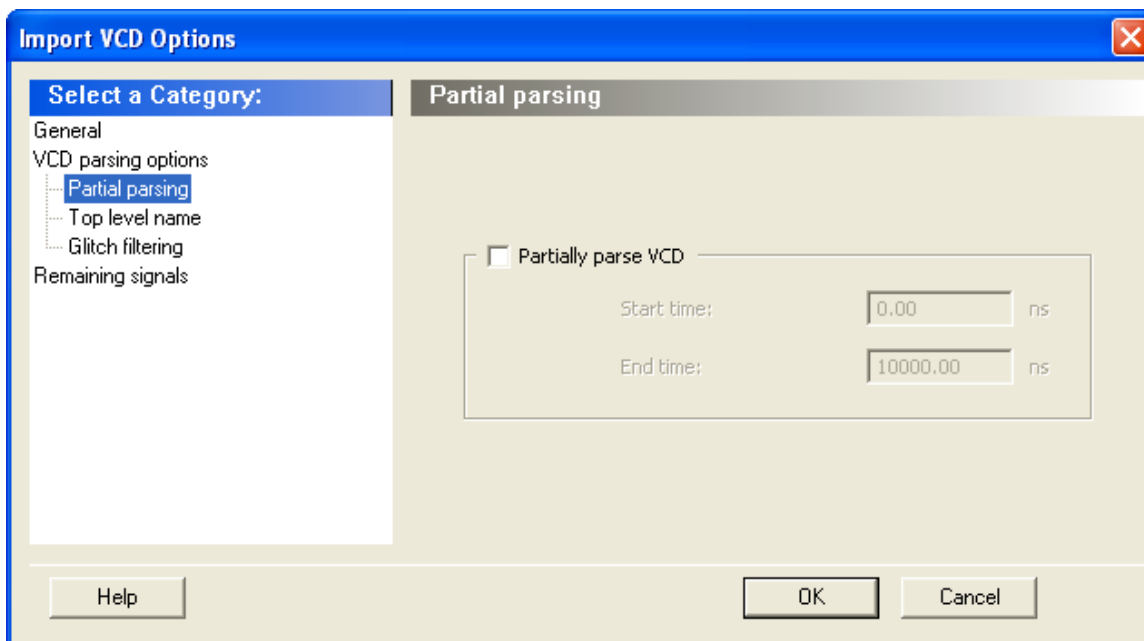 Import VCD Options
Select a Category:
General
VCD parsing options
Partial parsing
Top level name
Glitch filtering
Remaining signals
Partial parsing
Partially parse VCD
Start time: 0.00 ns
End time: 10000.00 ns
Help OK Cancel